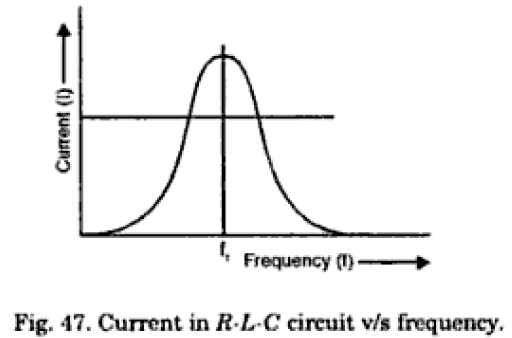 Current (I)
fr
Frequency (f)
Fig. 47. Current in R-L-C circuit v/s frequency.